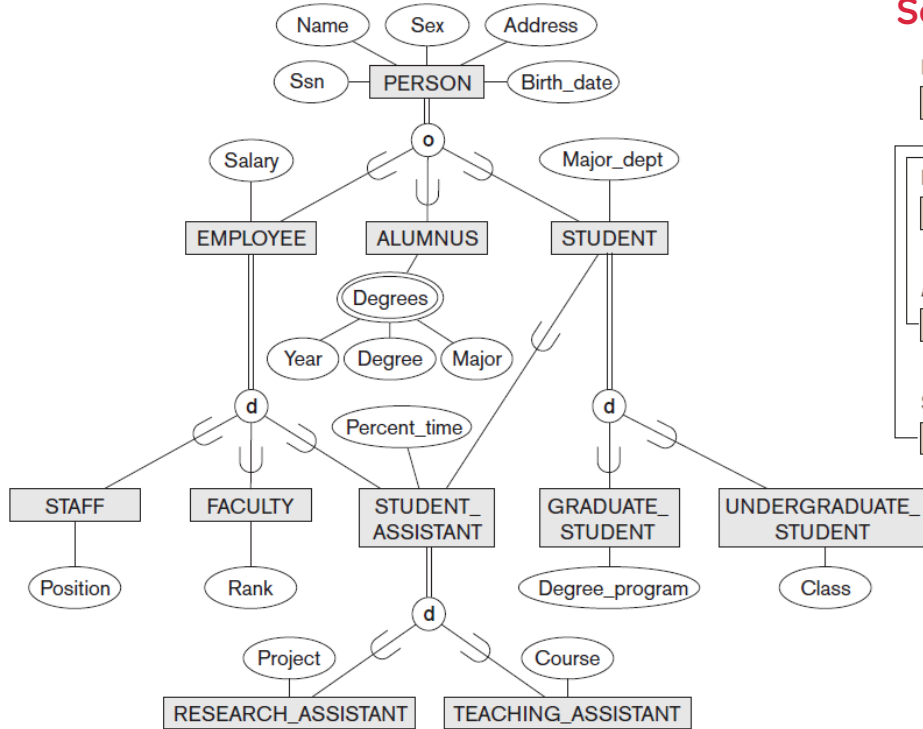 Name
Sex
Address
Ssn
PERSON
Birth_date
o
Salary
Major_dept
EMPLOYEE
ALUMNUS
STUDENT
Degrees
Year
Degree
Major
d
Percent_time
d
STAFF
FACULTY
STUDENT_
ASSISTANT
GRADUATE_
STUDENT
UNDERGRADUATE_
STUDENT
Position
Rank
Degree_program
Class
d
Project
Course
RESEARCH_ASSISTANT
TEACHING_ASSISTANT